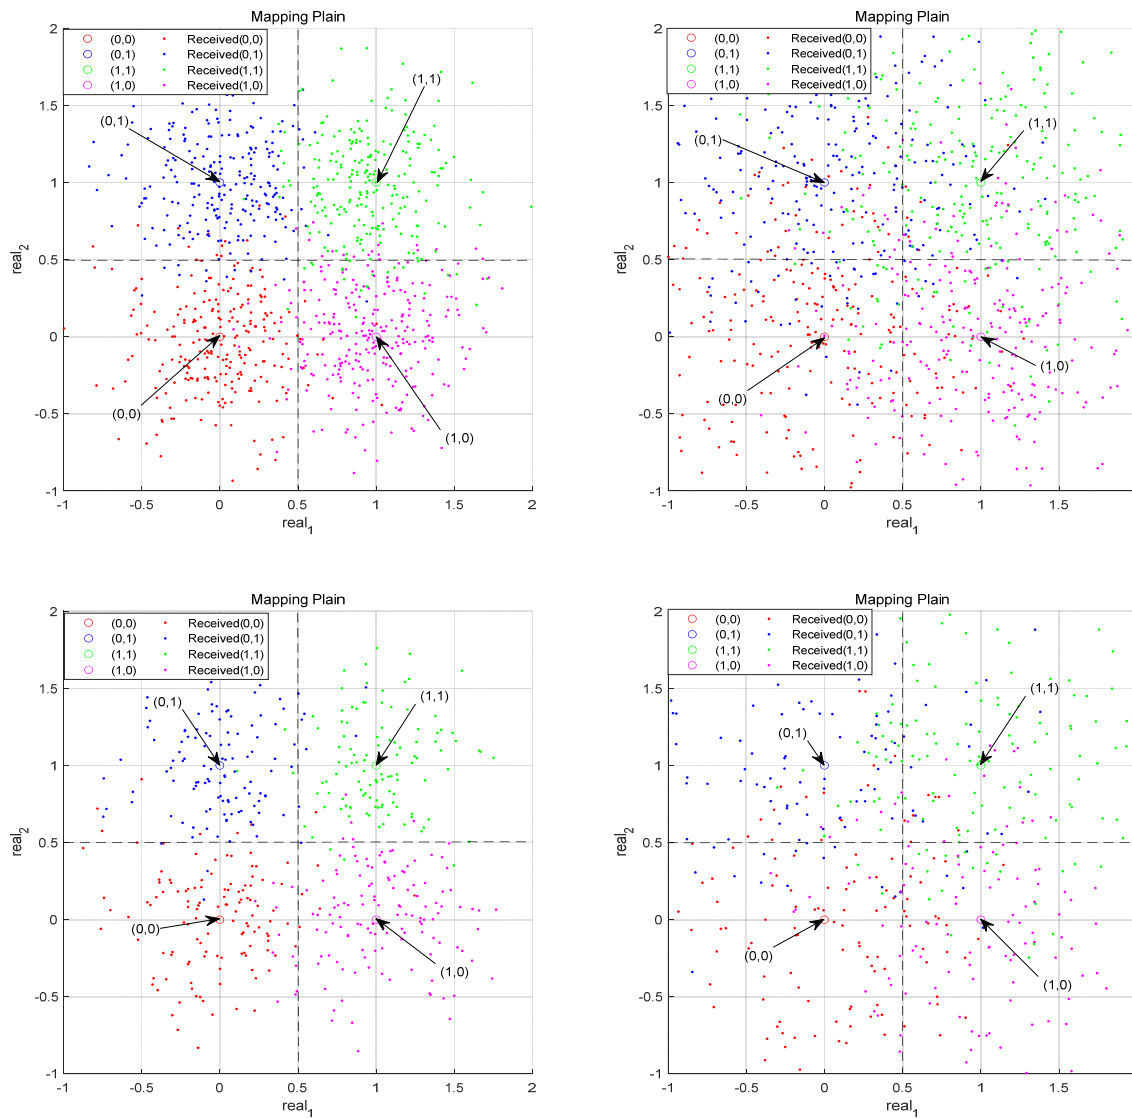 Mapping Plain
2
(0,0) Received(0,0)
(0,1) Received(0,1)
(1,1) Received(1,1)
(1,0) Received(1,0)
(1,1)
1.5
(0,1)
1
real2
0.5
0
(0,0)
-0.5
(1,0)
-1
-1 -0.5 0 0.5 1 1.5 2
real1
Mapping Plain
2
(0,0) Received(0,0)
(0,1) Received(0,1)
(1,1) Received(1,1)
(1,0) Received(1,0)
1.5
(1,1)
(0,1)
1
real2
0.5
0
(1,0)
(0,0)
-0.5
-1
-1 -0.5 0 0.5 1 1.5
real1
Mapping Plain
2
(0,0) Received(0,0)
(0,1) Received(0,1)
(1,1) Received(1,1)
(1,0) Received(1,0)
1.5
(1,1)
(0,1)
1
real2
0.5
0
(0,0)
(1,0)
-0.5
-1
-1 -0.5 0 0.5 1 1.5 2
real1
Mapping Plain
2
(0,0) Received(0,0)
(0,1) Received(0,1)
(1,1) Received(1,1)
(1,0) Received(1,0)
1.5
(1,1)
(0,1)
1
real2
0.5
0
(0,0)
(1,0)
-0.5
-1
-1 -0.5 0 0.5 1 1.5
real1